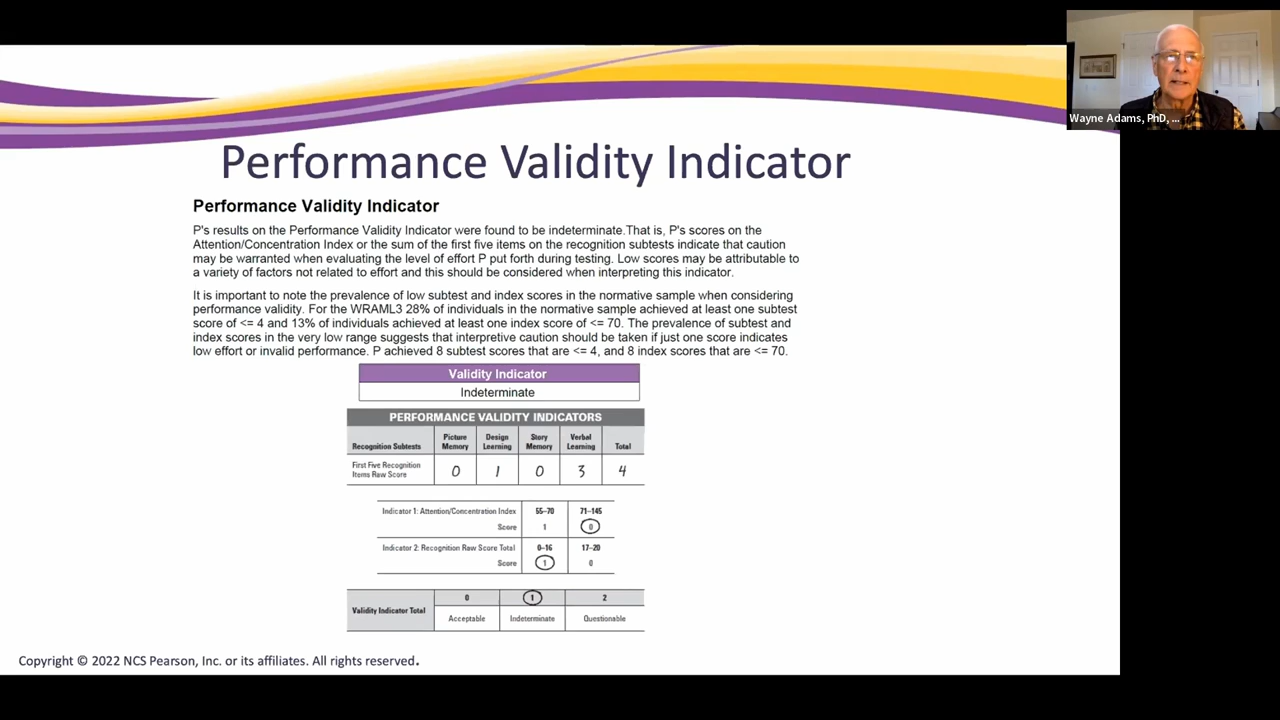 Wayne Adams, PhD, ...
Performance Validity Indicator
Performance Validity Indicator
P's results on the Performance Validity Indicator were found to be indeterminate.That is, P's scores on the
Attention/Concentration Index or the sum of the first five items on the recognition subtests indicate that caution
may be warranted when evaluating the level of effort P put forth during testing. Low scores may be attributable to
a variety of factors not related to effort and this should be considered when interpreting this indicator.
It is important to note the prevalence of low subtest and index scores in the normative sample when considering
performance validity. For the WRAML3 28% of individuals in the normative sample achieved at least one subtest
score of <= 4 and 13% of individuals achieved at least one index score of <= 70. The prevalence of subtest and
index scores in the very low range suggests that interpretive caution should be taken if just one score indicates
low effort or invalid performance. P achieved 8 subtest scores that are <= 4, and 8 index scores that are <= 70.
Validity Indicator
Indeterminate
PERFORMANCE VALIDITY INDICATORS
Recognition Subtests Picture Memory Design Learning Story Memory Verbal Learning Total
First Five Recognition Items Raw Score 0 1 0 3 4
Indicator 1: Attention/Concentration Index 55–70 71–145
Score 1 0
Indicator 2: Recognition Raw Score Total 0–16 17–20
Score 1 0
Validity Indicator Total 0 1 2
Acceptable Indeterminate Questionable
Copyright © 2022 NCS Pearson, Inc. or its affiliates. All rights reserved.